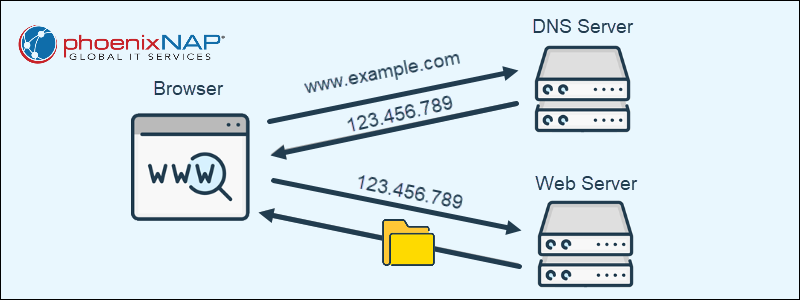 phoenixNAP®
GLOBAL IT SERVICES
Browser
DNS Server
www.example.com
123.456.789
WWW
123.456.789
Web Server